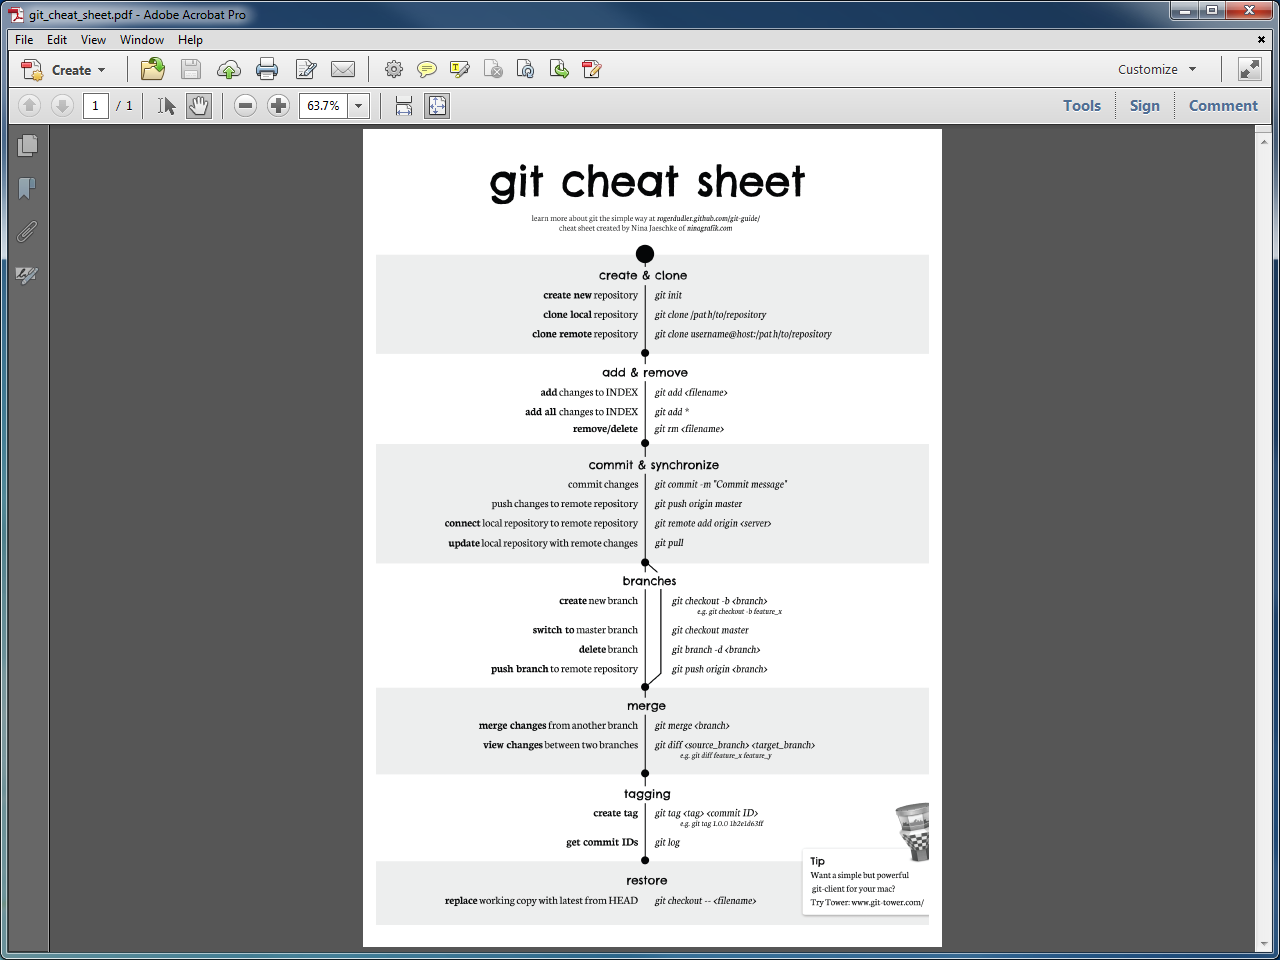 git_cheat_sheet.pdf - Adobe Acrobat Pro
File Edit View Window Help
Create Customize
1 / 1 63.7% Tools Sign Comment
git cheat sheet
learn more about git the simple way at rogerdudler.github.com/git-guide/
cheat sheet created by Nina Jaeschke of ninagrafik.com
create & clone
create new repository git init
clone local repository git clone /path/to/repository
clone remote repository git clone username@host:/path/to/repository
add & remove
add changes to INDEX git add <filename>
add all changes to INDEX git add *
remove/delete git rm <filename>
commit & synchronize
commit changes git commit -m "Commit message"
push changes to remote repository git push origin master
connect local repository to remote repository git remote add origin <server>
update local repository with remote changes git pull
branches
create new branch git checkout -b <branch>
e.g. git checkout -b feature_x
switch to master branch git checkout master
delete branch git branch -d <branch>
push branch to remote repository git push origin <branch>
merge
merge changes from another branch git merge <branch>
view changes between two branches git diff <source_branch> <target_branch>
e.g. git diff feature_x feature_y
tagging
create tag git tag <tag> <commit ID>
e.g. git tag 1.0.0 1b2e1d63ff
get commit IDs git log
restore
replace working copy with latest from HEAD git checkout -- <filename>
Tip
Want a simple but powerful
git-client for your mac?
Try Tower: www.git-tower.com/